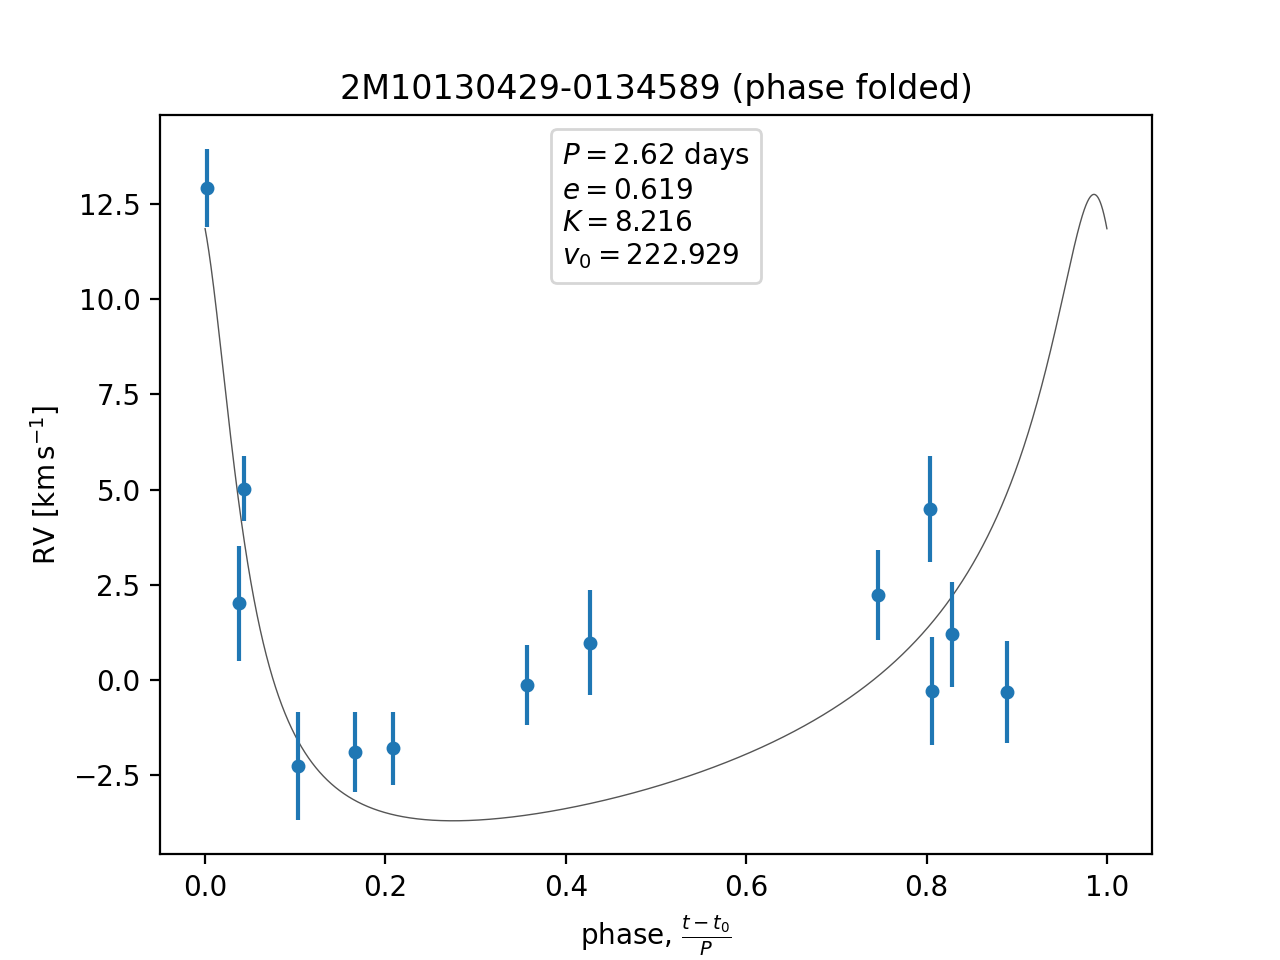 2M10130429-0134589 (phase folded)
P = 2.62 days
e = 0.619
K = 8.216
v₀ = 222.929
12.5
10.0
7.5
5.0
2.5
0.0
−2.5
RV [km s⁻¹]
0.0 0.2 0.4 0.6 0.8 1.0
phase, (t − t₀)/P